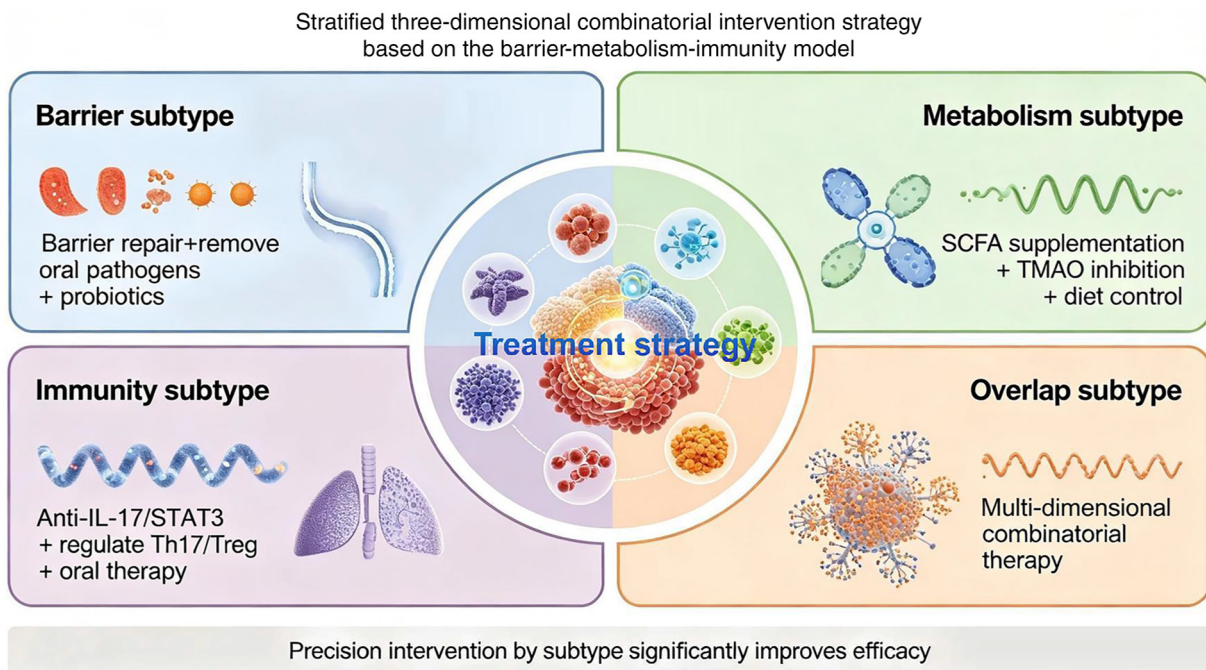 Stratified three-dimensional combinatorial intervention strategy
based on the barrier-metabolism-immunity model
Barrier subtype
Barrier repair+remove
oral pathogens
+ probiotics
Metabolism subtype
SCFA supplementation
+ TMAO inhibition
+ diet control
Treatment strategy
Immunity subtype
Anti-IL-17/STAT3
+ regulate Th17/Treg
+ oral therapy
Overlap subtype
Multi-dimensional
combinatorial
therapy
Precision intervention by subtype significantly improves efficacy